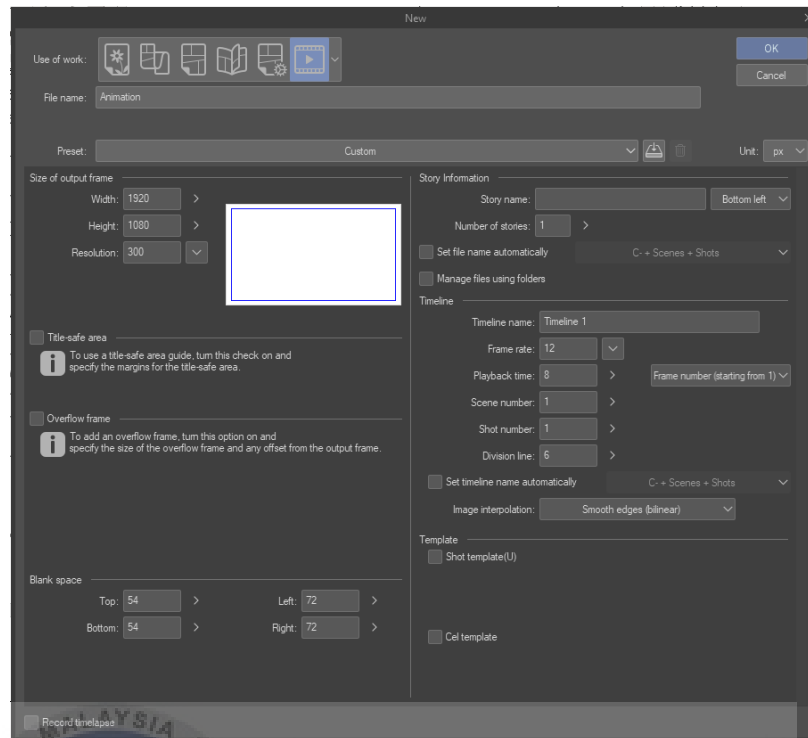 New
Use of work:
OK
Cancel
File name: Animation
Preset: Custom Unit: px
Size of output frame
Width: 1920
Height: 1080
Resolution: 300
Title-safe area
To use a title-safe area guide, turn this check on and
specify the margins for the title-safe area.
Overflow frame
To add an overflow frame, turn this option on and
specify the size of the overflow frame and any offset from the output frame.
Blank space
Top: 54 Left: 72
Bottom: 54 Right: 72
Story Information
Story name: Bottom left
Number of stories: 1
Set file name automatically C- + Scenes + Shots
Manage files using folders
Timeline
Timeline name: Timeline 1
Frame rate: 12
Playback time: 8 Frame number (starting from 1)
Scene number: 1
Shot number: 1
Division line: 6
Set timeline name automatically C- + Scenes + Shots
Image interpolation: Smooth edges (bilinear)
Template
Shot template(U)
Cel template
Record timelapse
MALAYSIA